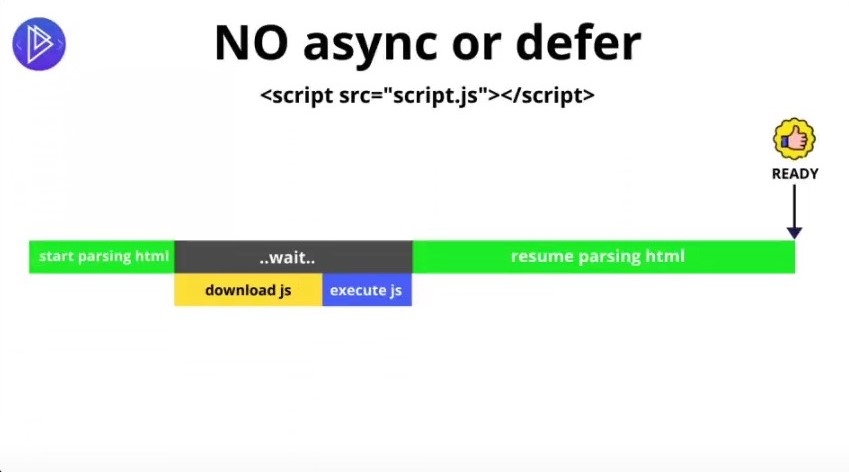 NO async or defer
<script src="script.js"></script>
READY
start parsing html
..wait..
resume parsing html
download js
execute js